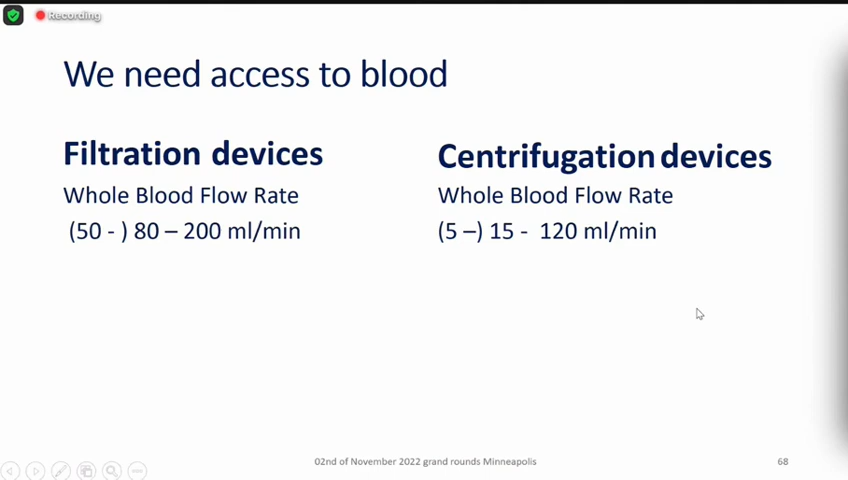 Recording
We need access to blood
Filtration devices
Whole Blood Flow Rate
(50 - ) 80 – 200 ml/min
Centrifugation devices
Whole Blood Flow Rate
(5 –) 15 - 120 ml/min
02nd of November 2022 grand rounds Minneapolis
68